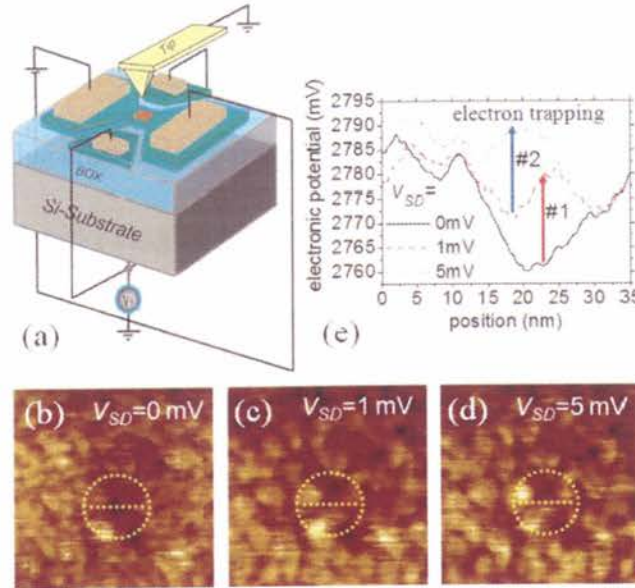 Tip
BOX
Si-Substrate
(a)
electronic potential (mV)
2795
2790
2785
2780
2775
2770
2765
2760
electron trapping
#2
#1
V_SD=
0mV
1mV
5mV
0 5 10 15 20 25 30 35
position (nm)
(e)
(b) V_SD=0 mV
(c) V_SD=1 mV
(d) V_SD=5 mV